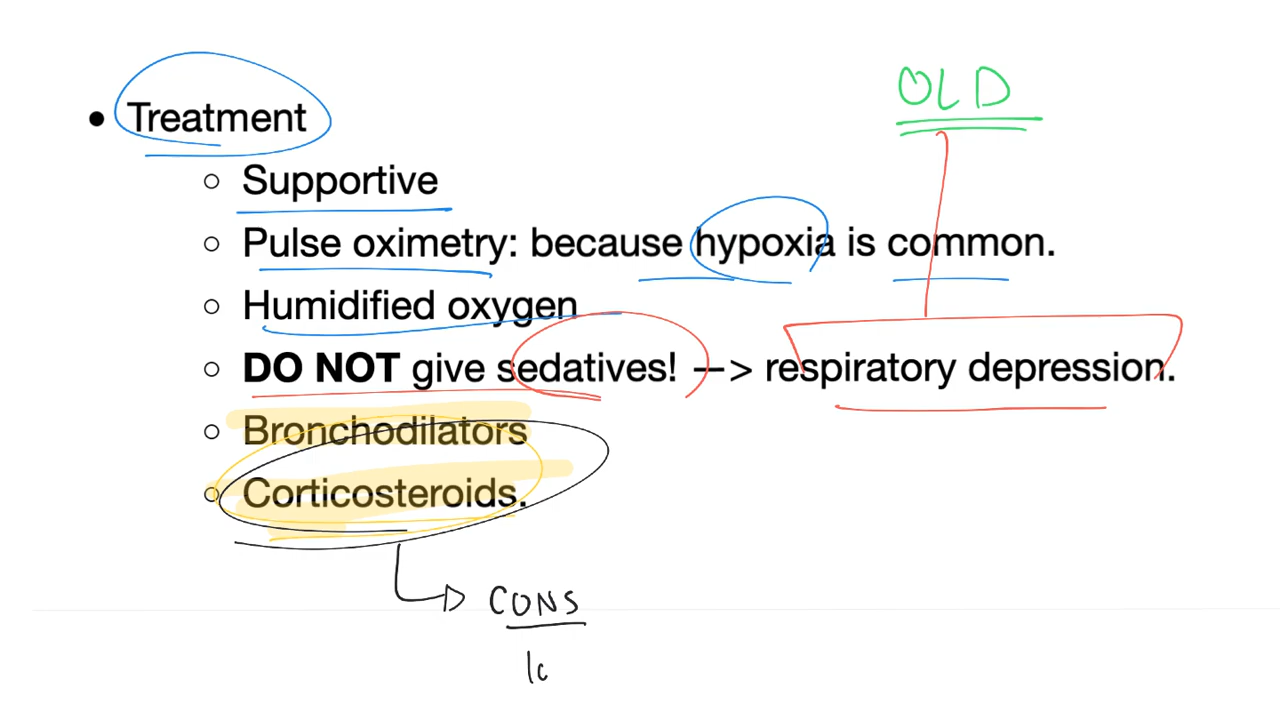 OLD
• Treatment
○ Supportive
○ Pulse oximetry: because hypoxia is common.
○ Humidified oxygen
○ DO NOT give sedatives! —> respiratory depression.
○ Bronchodilators
○ Corticosteroids.
CONS